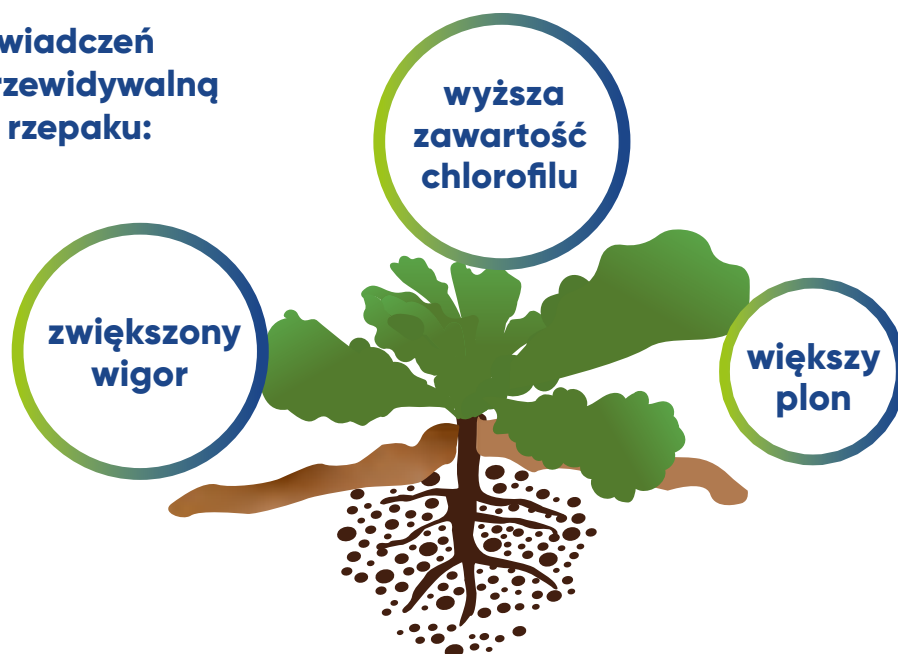 wiadczeń
rzewidywalną
rzepaku:
wyższa
zawartość
chlorofilu
zwiększony
wigor
większy
plon